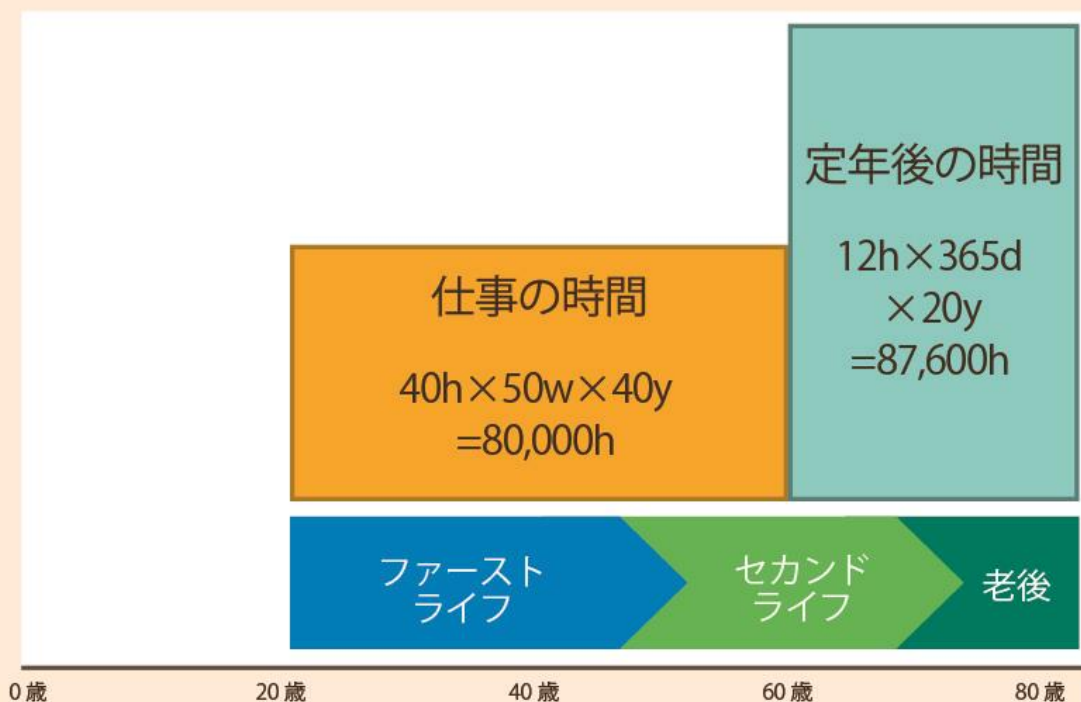 仕事の時間
40h×50w×40y
=80,000h
定年後の時間
12h×365d
×20y
=87,600h
ファースト
ライフ
セカンド
ライフ
老後
0歳
20歳
40歳
60歳
80歳